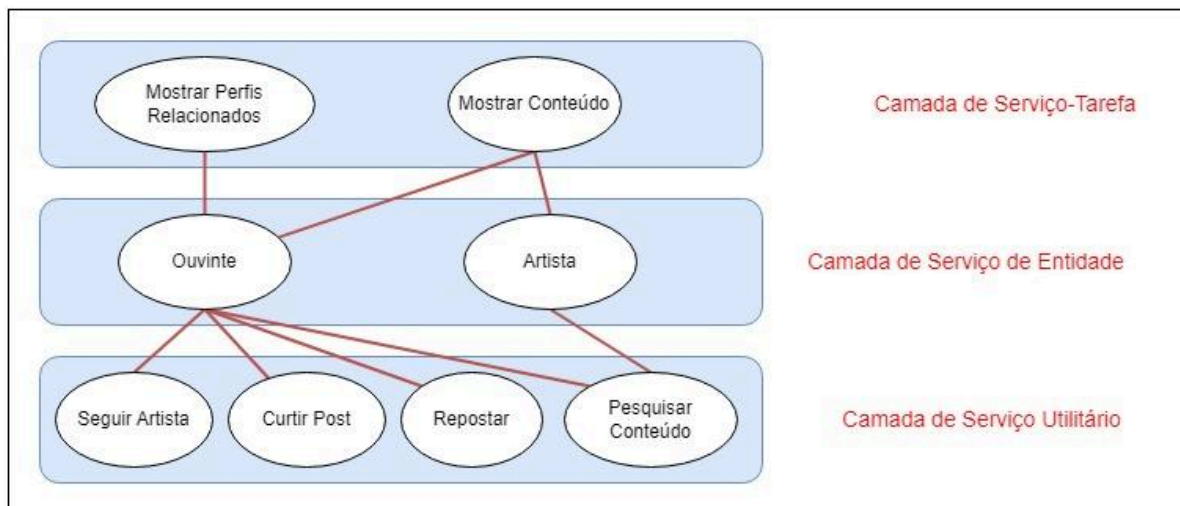 Mostrar Perfis
Relacionados
Mostrar Conteúdo
Camada de Serviço-Tarefa
Ouvinte
Artista
Camada de Serviço de Entidade
Seguir Artista
Curtir Post
Repostar
Pesquisar
Conteúdo
Camada de Serviço Utilitário